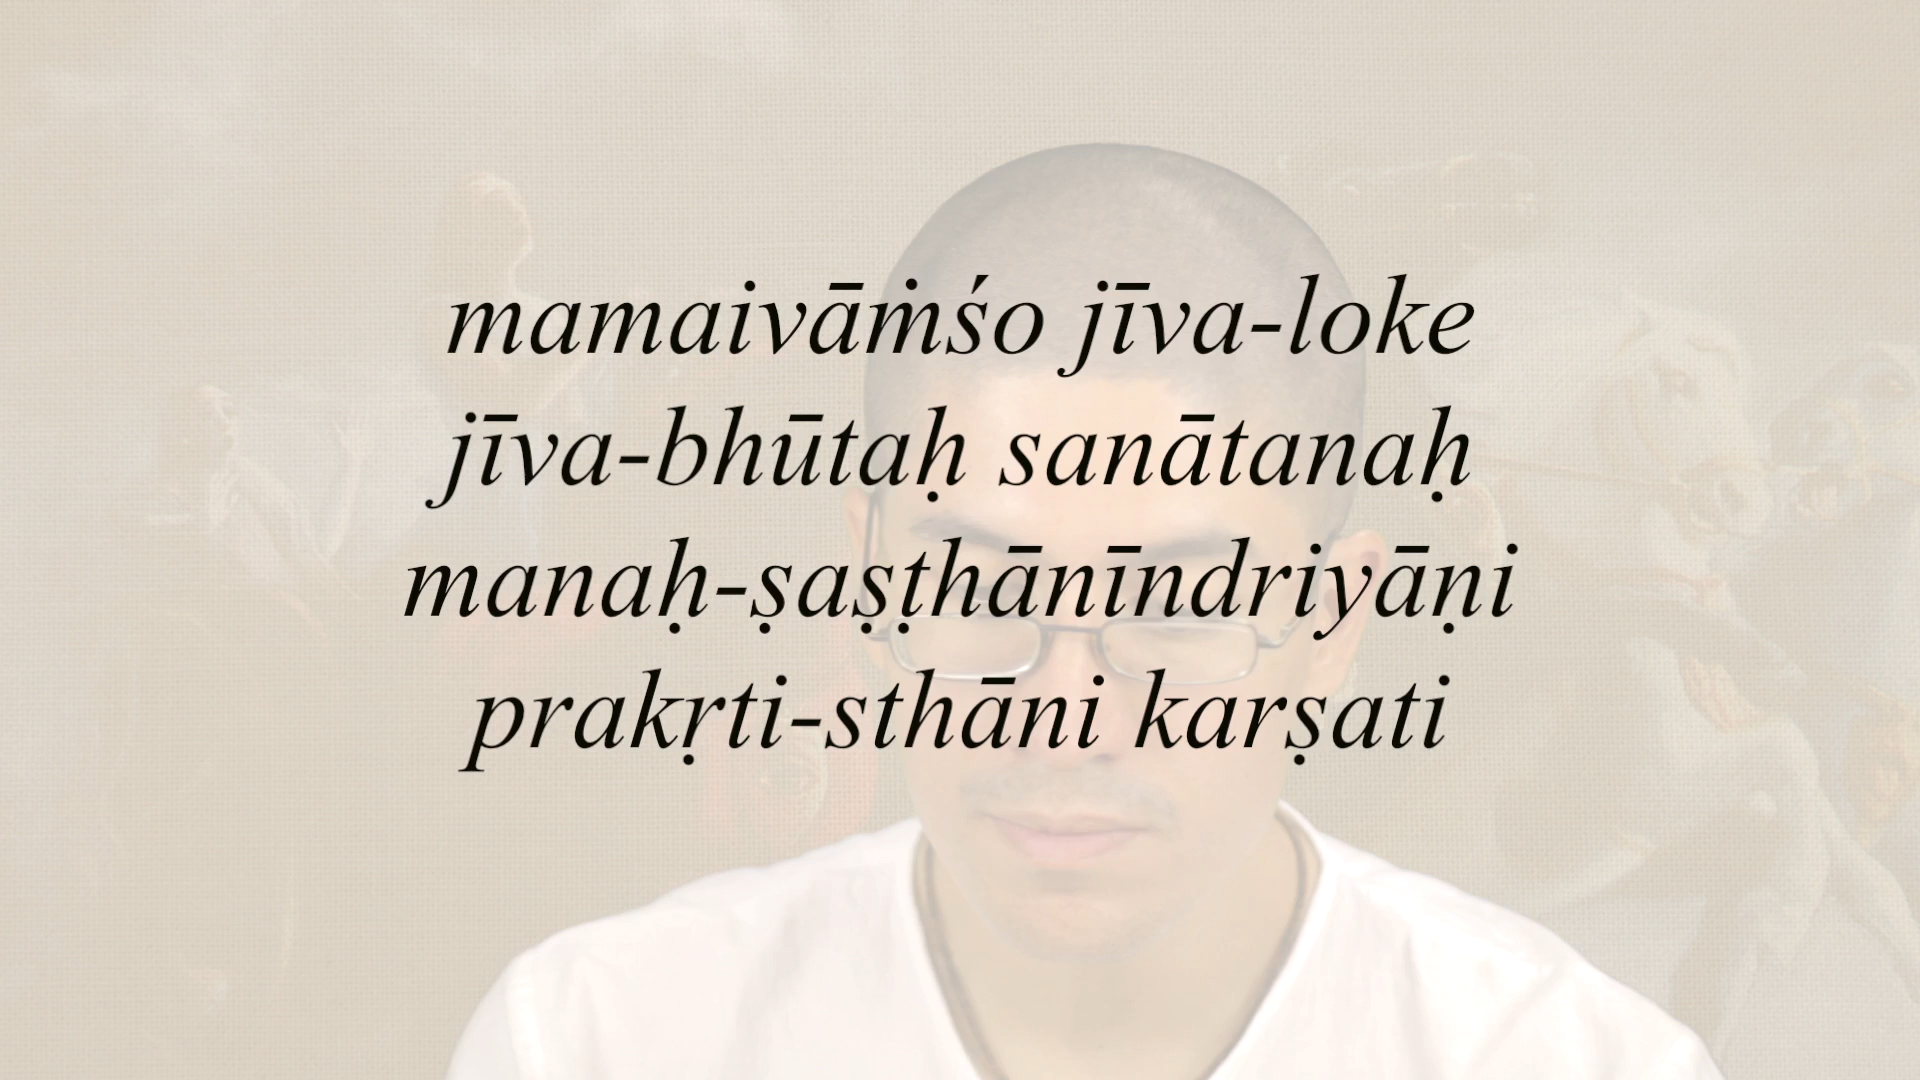 mamaivāṁśo jīva-loke
jīva-bhūtaḥ sanātanaḥ
manaḥ-ṣaṣṭhānīndriyāṇi
prakṛti-sthāni karṣati